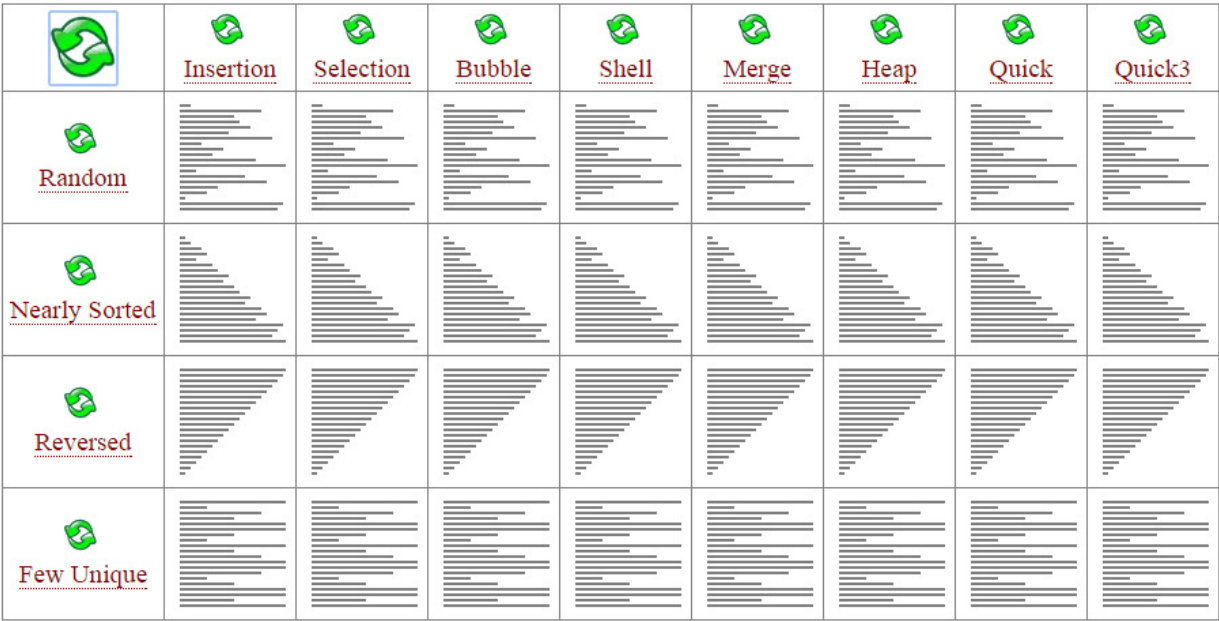 Insertion Selection Bubble Shell Merge Heap Quick Quick3
Random
Nearly Sorted
Reversed
Few Unique